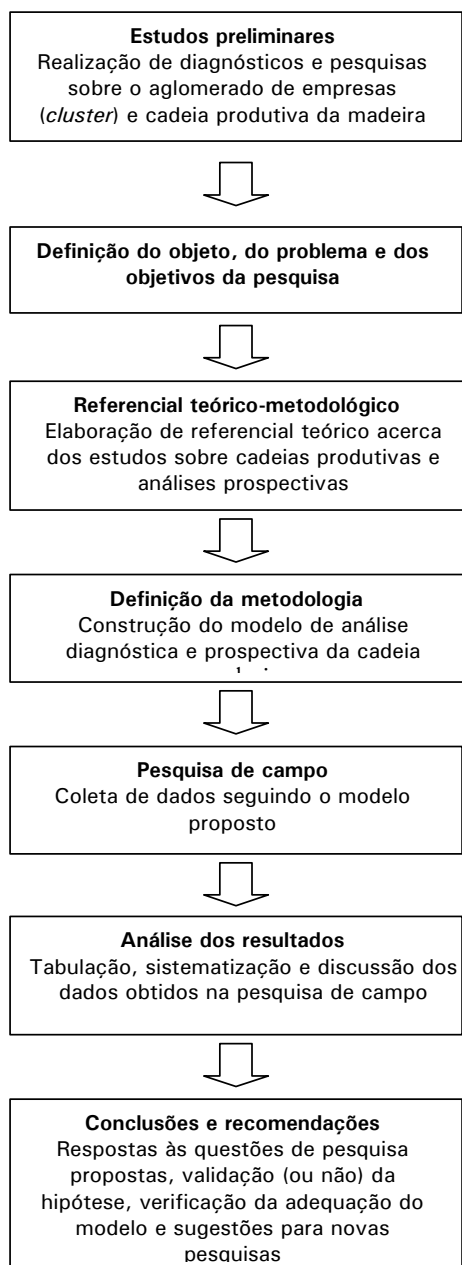 Estudos preliminares
Realização de diagnósticos e pesquisas
sobre o aglomerado de empresas
(cluster) e cadeia produtiva da madeira
Definição do objeto, do problema e dos
objetivos da pesquisa
Referencial teórico-metodológico
Elaboração de referencial teórico acerca
dos estudos sobre cadeias produtivas e
análises prospectivas
Definição da metodologia
Construção do modelo de análise
diagnóstica e prospectiva da cadeia
Pesquisa de campo
Coleta de dados seguindo o modelo
proposto
Análise dos resultados
Tabulação, sistematização e discussão dos
dados obtidos na pesquisa de campo
Conclusões e recomendações
Respostas às questões de pesquisa
propostas, validação (ou não) da
hipótese, verificação da adequação do
modelo e sugestões para novas
pesquisas